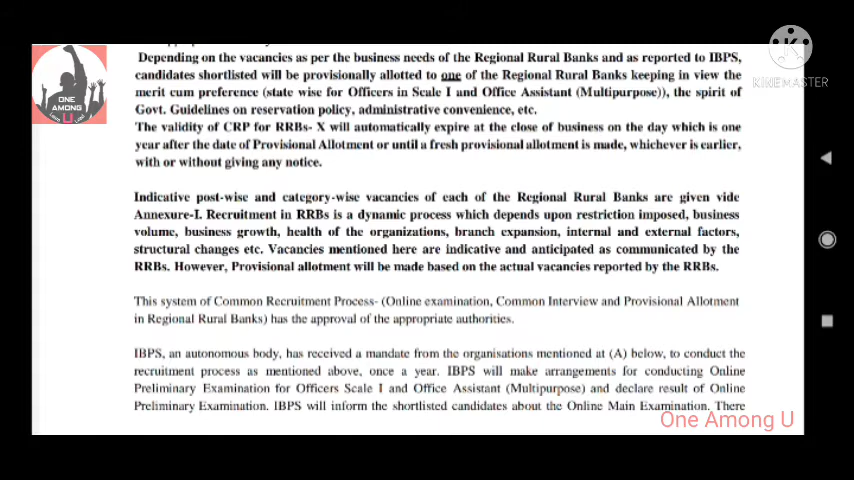 KINEMASTER
ONE
AMONG
U
Depending on the vacancies as per the business needs of the Regional Rural Banks and as reported to IBPS,
candidates shortlisted will be provisionally allotted to one of the Regional Rural Banks keeping in view the
merit cum preference (state wise for Officers in Scale I and Office Assistant (Multipurpose)), the spirit of
Govt. Guidelines on reservation policy, administrative convenience, etc.
The validity of CRP for RRBs- X will automatically expire at the close of business on the day which is one
year after the date of Provisional Allotment or until a fresh provisional allotment is made, whichever is earlier,
with or without giving any notice.
Indicative post-wise and category-wise vacancies of each of the Regional Rural Banks are given vide
Annexure-I. Recruitment in RRBs is a dynamic process which depends upon restriction imposed, business
volume, business growth, health of the organizations, branch expansion, internal and external factors,
structural changes etc. Vacancies mentioned here are indicative and anticipated as communicated by the
RRBs. However, Provisional allotment will be made based on the actual vacancies reported by the RRBs.
This system of Common Recruitment Process- (Online examination, Common Interview and Provisional Allotment
in Regional Rural Banks) has the approval of the appropriate authorities.
IBPS, an autonomous body, has received a mandate from the organisations mentioned at (A) below, to conduct the
recruitment process as mentioned above, once a year. IBPS will make arrangements for conducting Online
Preliminary Examination for Officers Scale I and Office Assistant (Multipurpose) and declare result of Online
Preliminary Examination. IBPS will inform the shortlisted candidates about the Online Main Examination. There
One Among U